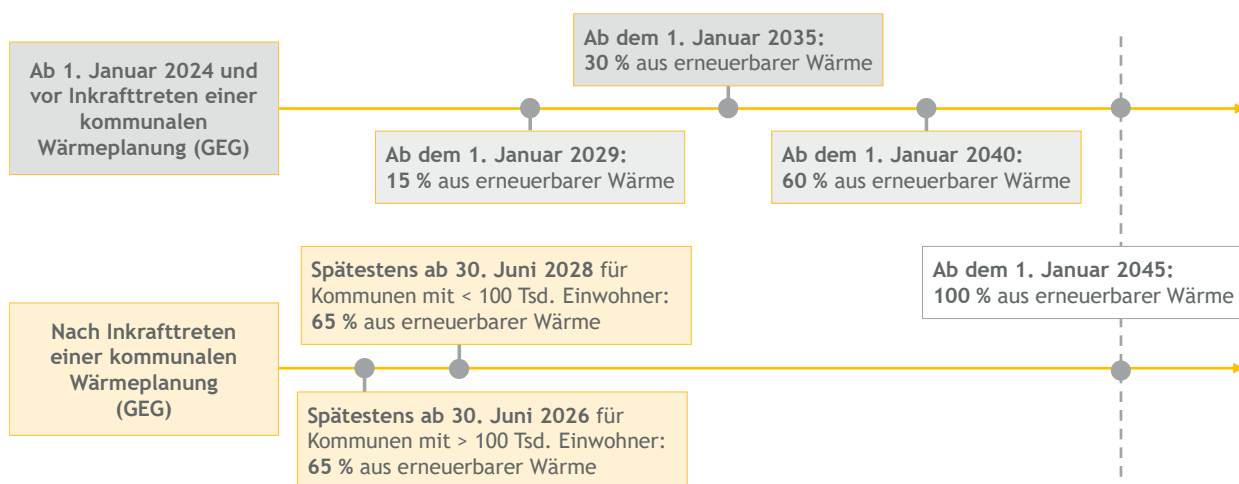 Ab 1. Januar 2024 und
vor Inkrafttreten einer
kommunalen
Wärmeplanung (GEG)
Ab dem 1. Januar 2035:
30 % aus erneuerbarer Wärme
Ab dem 1. Januar 2029:
15 % aus erneuerbarer Wärme
Ab dem 1. Januar 2040:
60 % aus erneuerbarer Wärme
Nach Inkrafttreten
einer kommunalen
Wärmeplanung
(GEG)
Spätestens ab 30. Juni 2028 für
Kommunen mit < 100 Tsd. Einwohner:
65 % aus erneuerbarer Wärme
Spätestens ab 30. Juni 2026 für
Kommunen mit > 100 Tsd. Einwohner:
65 % aus erneuerbarer Wärme
Ab dem 1. Januar 2045:
100 % aus erneuerbarer Wärme